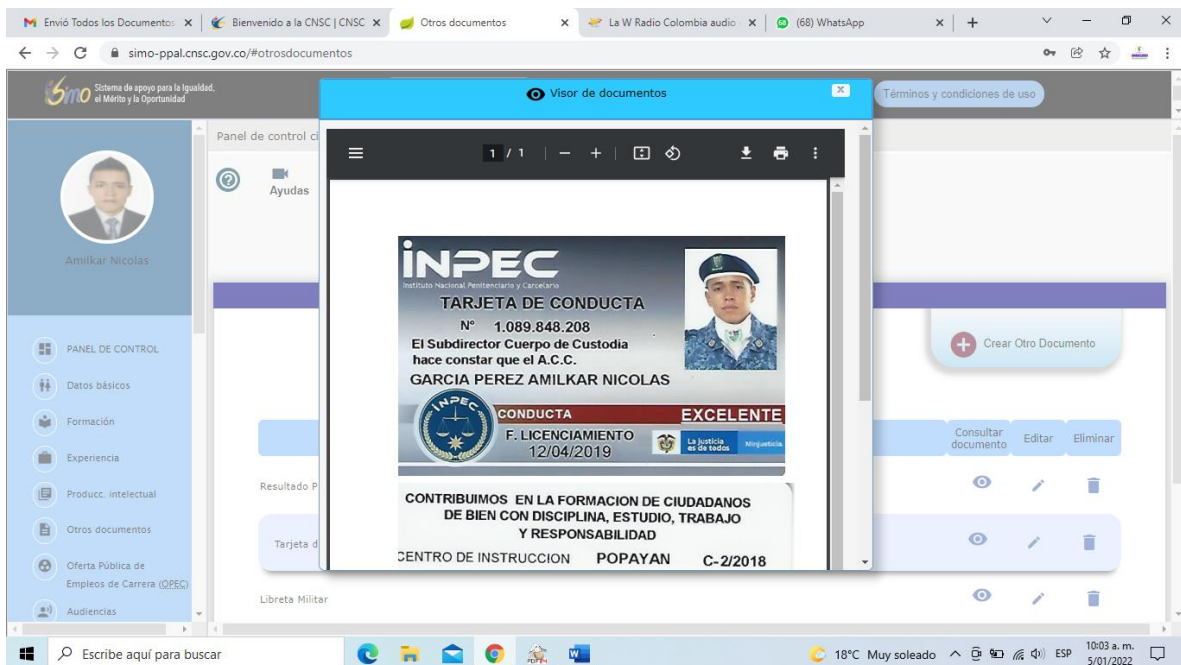 Envió Todos los Documentos
Bienvenido a la CNSC | CNSC
Otros documentos
La W Radio Colombia audio
(68) WhatsApp
simo-ppal.cnsc.gov.co/#otrosdocumentos
Simo
Sistema de apoyo para la Igualdad,
el Mérito y la Oportunidad
Visor de documentos
x
Términos y condiciones de uso
Panel de control ci
1 / 1
Ayudas
Amilkar Nicolas
PANEL DE CONTROL
Datos básicos
Formación
Experiencia
Producc. intelectual
Otros documentos
Oferta Pública de
Empleos de Carrera (OPEC)
Audiencias
INPEC
Instituto Nacional Penitenciario y Carcelario
TARJETA DE CONDUCTA
N° 1.089.848.208
El Subdirector Cuerpo de Custodia
hace constar que el A.C.C.
GARCIA PEREZ AMILKAR NICOLAS
INPEC
CONDUCTA EXCELENTE
F. LICENCIAMIENTO
12/04/2019
La justicia
es de todos
Minjusticia
CONTRIBUIMOS EN LA FORMACION DE CIUDADANOS
DE BIEN CON DISCIPLINA, ESTUDIO, TRABAJO
Y RESPONSABILIDAD
CENTRO DE INSTRUCCION POPAYAN C-2/2018
Crear Otro Documento
Consultar
documento
Editar
Eliminar
Resultado P
Tarjeta d
Libreta Militar
Escribe aquí para buscar
18°C Muy soleado
ESP
10:03 a. m.
5/01/2022